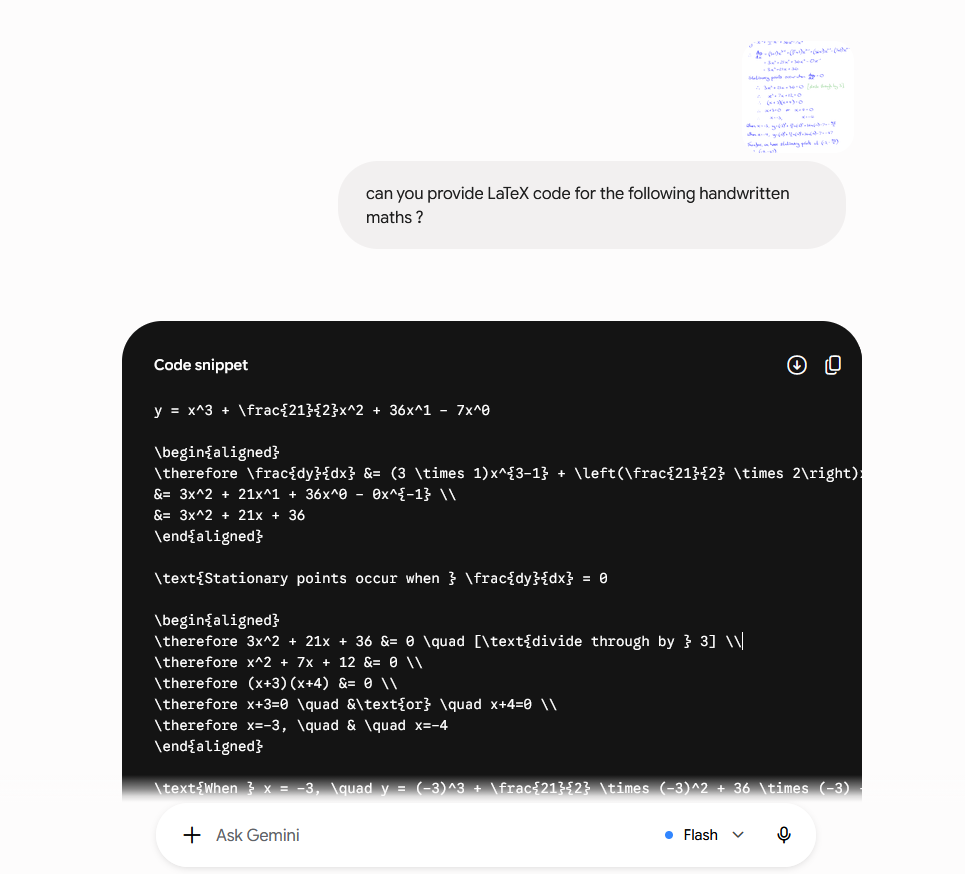 can you provide LaTeX code for the following handwritten
maths ?
Code snippet
y = x^3 + \frac{21}{2}x^2 + 36x^1 - 7x^0
\begin{aligned}
\therefore \frac{dy}{dx} &= (3 \times 1)x^{3-1} + \left(\frac{21}{2} \times 2\right)
&= 3x^2 + 21x^1 + 36x^0 - 0x^{-1} \\
&= 3x^2 + 21x + 36
\end{aligned}
\text{Stationary points occur when } \frac{dy}{dx} = 0
\begin{aligned}
\therefore 3x^2 + 21x + 36 &= 0 \quad [\text{divide through by } 3] \\
\therefore x^2 + 7x + 12 &= 0 \\
\therefore (x+3)(x+4) &= 0 \\
\therefore x+3=0 \quad &\text{or} \quad x+4=0 \\
\therefore x=-3, \quad & \quad x=-4
\end{aligned}
\text{When } x = -3, \quad y = (-3)^3 + \frac{21}{2} \times (-3)^2 + 36 \times (-3) -
Ask Gemini
Flash